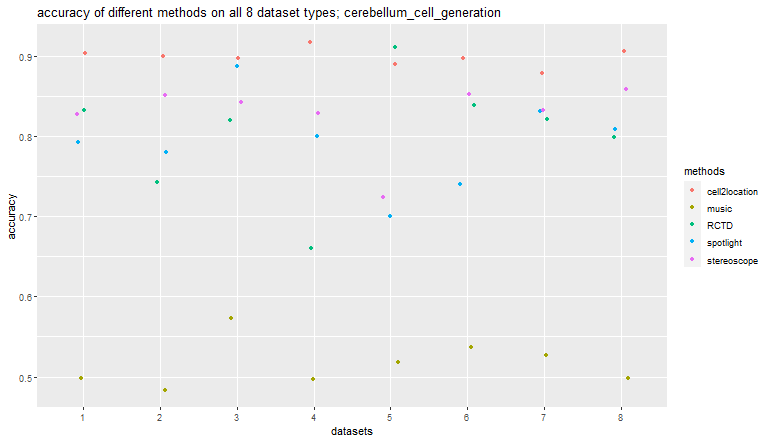 accuracy of different methods on all 8 dataset types; cerebellum_cell_generation
accuracy
0.9
0.8
0.7
0.6
0.5
1 2 3 4 5 6 7 8
datasets
methods
cell2location
music
RCTD
spotlight
stereoscope